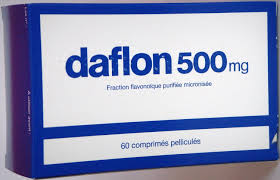 daflon 500 mg
Fraction flavonoïque purifiée micronisée
60 comprimés pelliculés